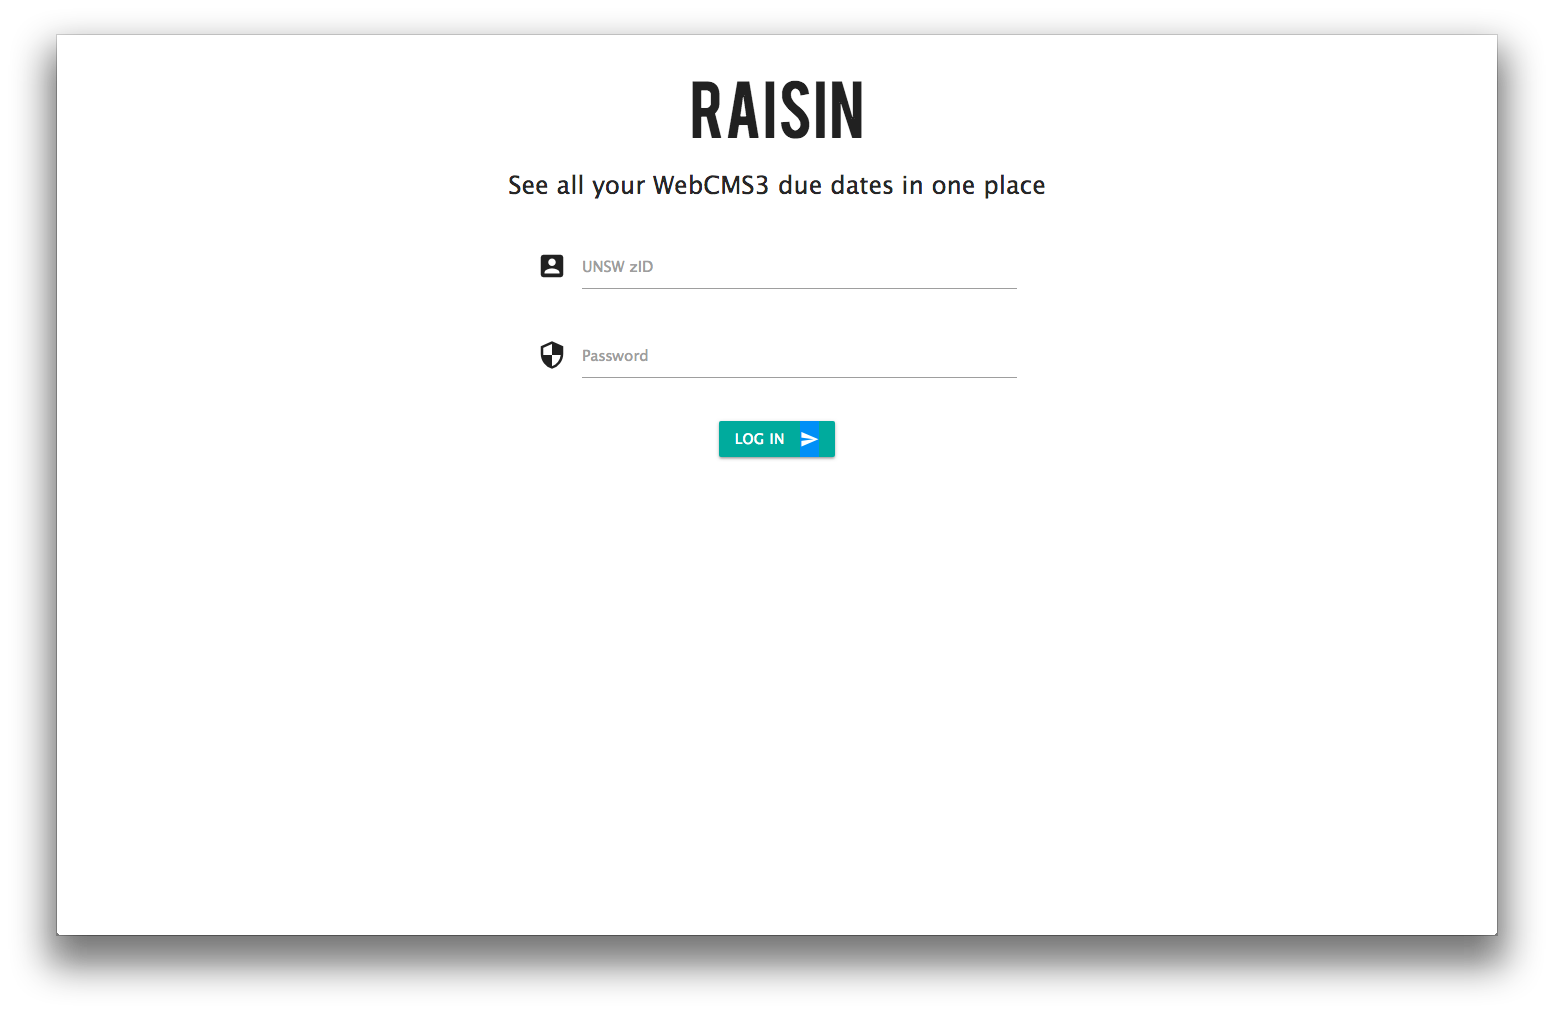 RAISIN
See all your WebCMS3 due dates in one place
UNSW zID
Password
LOG IN